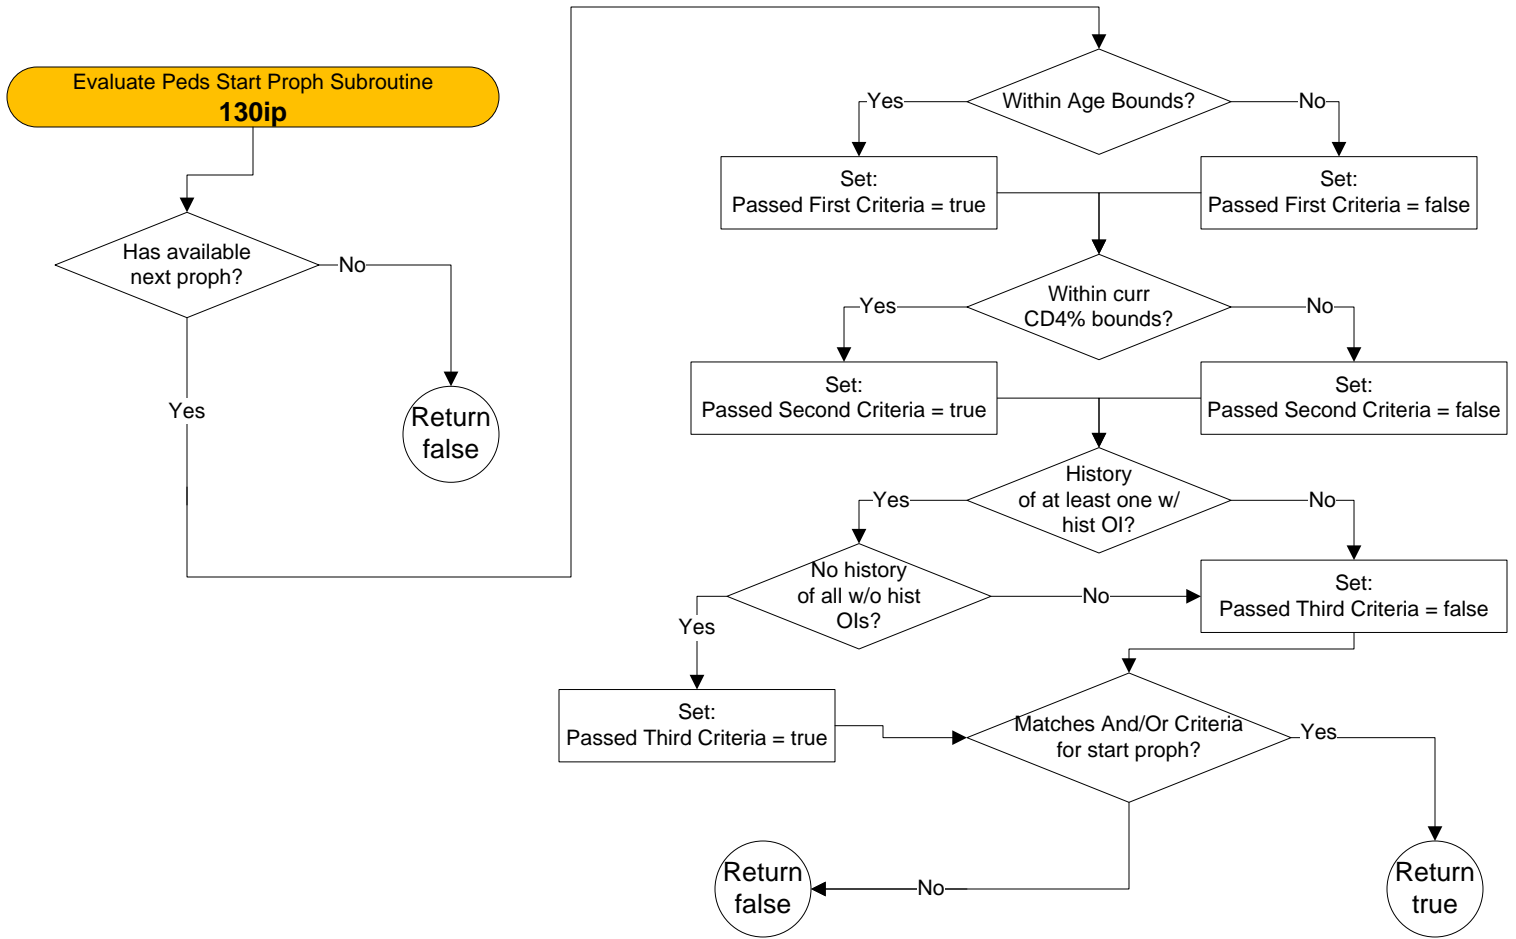 Evaluate Peds Start Proph Subroutine
130ip
Has available
next proph?
No
Return
false
Yes
Within Age Bounds?
Yes
No
Set:
Passed First Criteria = true
Set:
Passed First Criteria = false
Within curr
CD4% bounds?
Yes
No
Set:
Passed Second Criteria = true
Set:
Passed Second Criteria = false
History
of at least one w/
hist OI?
Yes
No
No history
of all w/o hist
OIs?
No
Yes
Set:
Passed Third Criteria = false
Set:
Passed Third Criteria = true
Matches And/Or Criteria
for start proph?
Yes
No
Return
false
Return
true